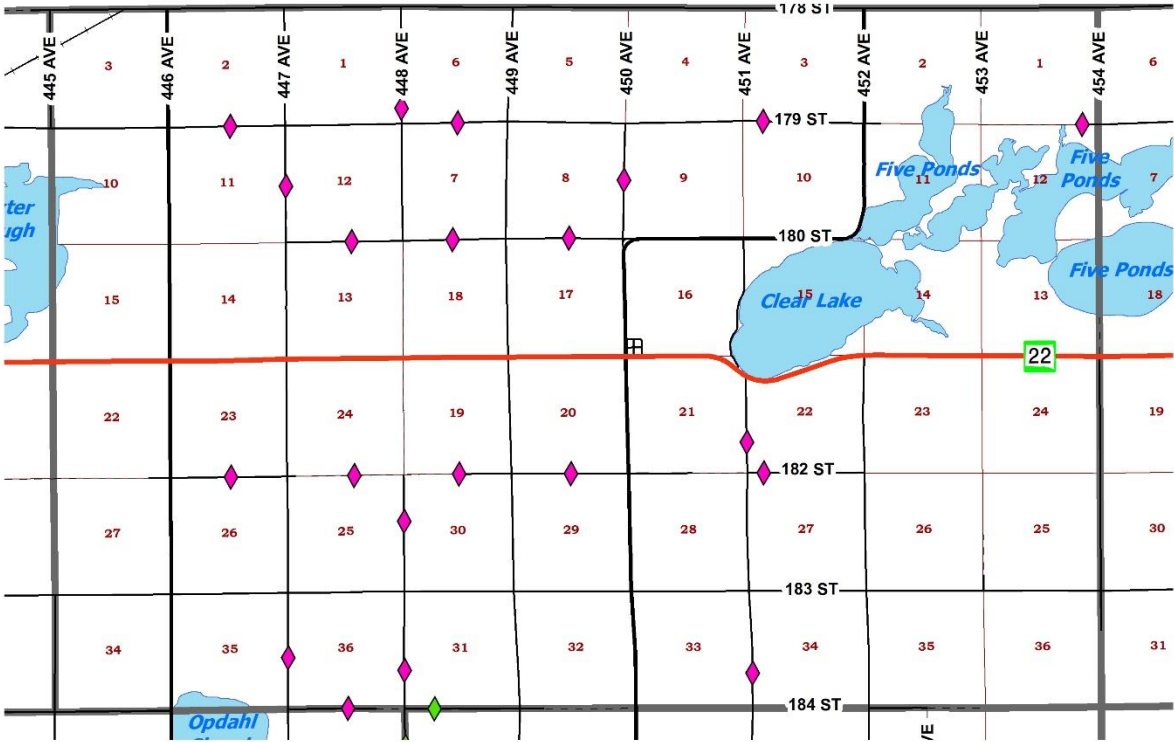 178 ST
445 AVE
446 AVE
447 AVE
448 AVE
449 AVE
450 AVE
451 AVE
452 AVE
453 AVE
454 AVE
3 2 1 6 5 4 3 2 1 6
179 ST
Five Ponds
Five
Ponds
10 11 12 7 8 9 10 11 12 7
rter
ugh
180 ST
Five Ponds
15 14 13 18 17 16 15 14 13 18
Clear Lake
22
22 23 24 19 20 21 22 23 24 19
182 ST
27 26 25 30 29 28 27 26 25 30
183 ST
34 35 36 31 32 33 34 35 36 31
184 ST
Opdahl
VE